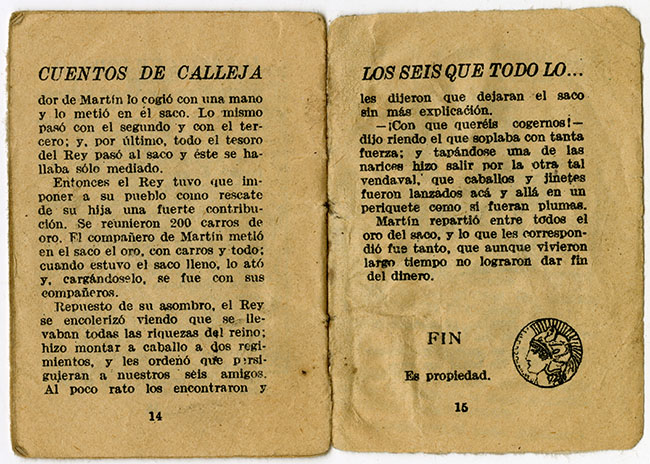 CUENTOS DE CALLEJA
dor de Martín lo cogió con una mano
y lo metió en él saco. Lo mismo
pasó con el segundo y con el ter-
cero; y, por último, todo el tesoro
del Rey pasó al saco y éste se ha-
llaba sólo mediado.
Entonces el Rey tuvo que im-
poner a su pueblo como rescate
de su hija una fuerte contribu-
ción. Se reunieron 200 carros de
oro. El compañero de Martín metió
en el saco el oro, con carros y todo;
cuando estuvo el saco lleno, lo ató
y, cargándoselo, se fue con sus
compañeros.
Repuesto de su asombro, el Rey
se encolerizó viendo que se lle-
vaban todas las riquezas del reino;
hizo montar a caballo a dos regi-
mientos, y les ordenó que persi-
guieran a nuestros seis amigos.
Al poco rato los encontraron y
14
LOS SEIS QUE TODO LO...
les dijeron que dejaran el saco
sin más explicación.
—¡Con que queréis cogernos!—
dijo riendo el que soplaba con tanta
fuerza; y tapándose una de las
narices hizo salir por la otra tal
vendaval, que caballos y jinetes
fueron lanzados acá y allá en un
periquete como si fueran plumas.
Martín repartió entre todos el
oro del saco, y lo que les correspon-
dió fue tanto, que aunque vivieron
largo tiempo no lograron dar fin
del dinero.
FIN
Es propiedad.
15